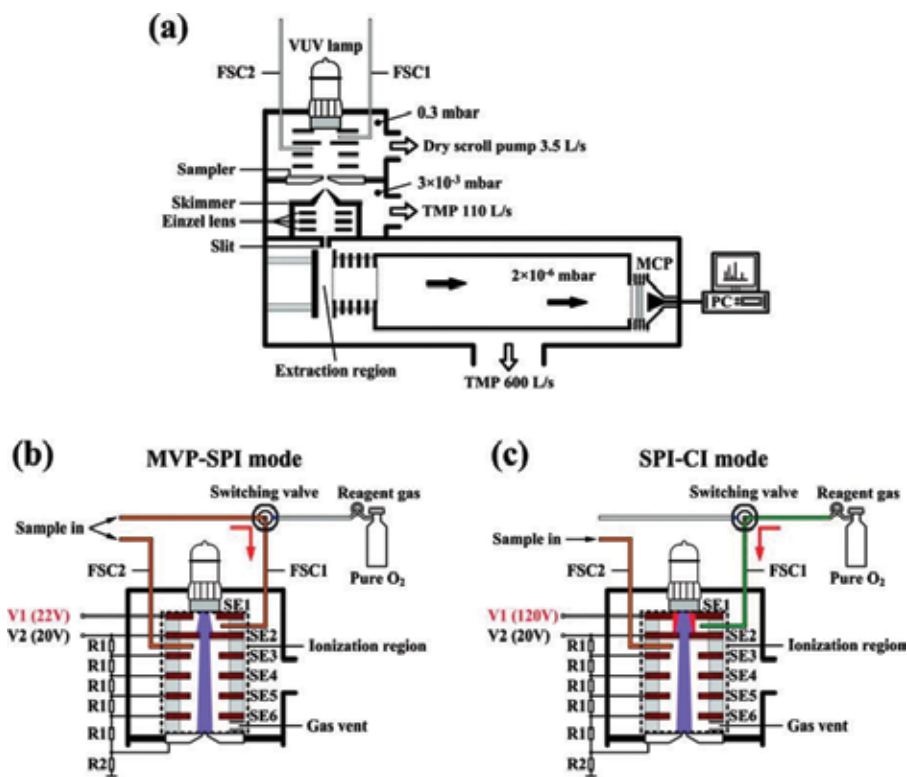 (a)
VUV lamp
FSC2
FSC1
0.3 mbar
Dry scroll pump 3.5 L/s
Sampler
3×10⁻³ mbar
Skimmer
TMP 110 L/s
Einzel lens
Slit
MCP
2×10⁻⁶ mbar
PC
Extraction region
TMP 600 L/s
(b)
MVP-SPI mode
Switching valve
Reagent gas
Sample in
FSC2
FSC1
Pure O₂
V1 (22V)
SE1
V2 (20V)
SE2
R1
Ionization region
SE3
R1
SE4
R1
SE5
R1
SE6
Gas vent
R1
R2
(c)
SPI-CI mode
Switching valve
Reagent gas
Sample in
FSC2
FSC1
Pure O₂
V1 (120V)
SE1
V2 (20V)
SE2
R1
Ionization region
SE3
R1
SE4
R1
SE5
R1
SE6
Gas vent
R1
R2